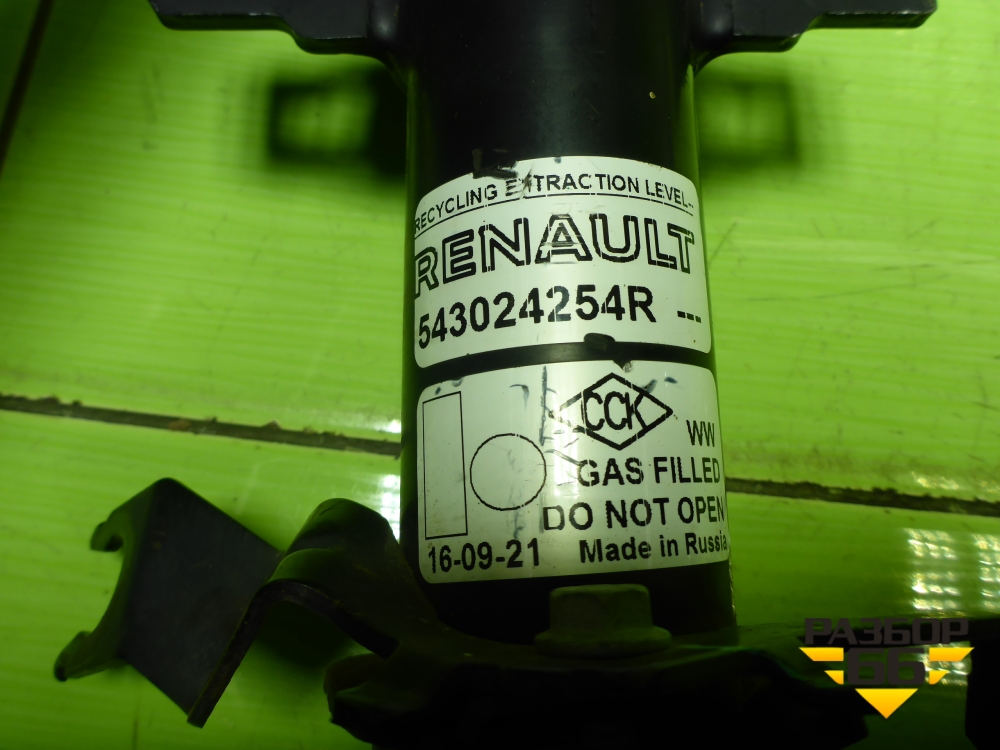 RECYCLING EXTRACTION LEVEL--
RENAULT
543024254R ---
CCK
WW
GAS FILLED
DO NOT OPEN
16-09-21 Made in Russia
РАЗБОР
66